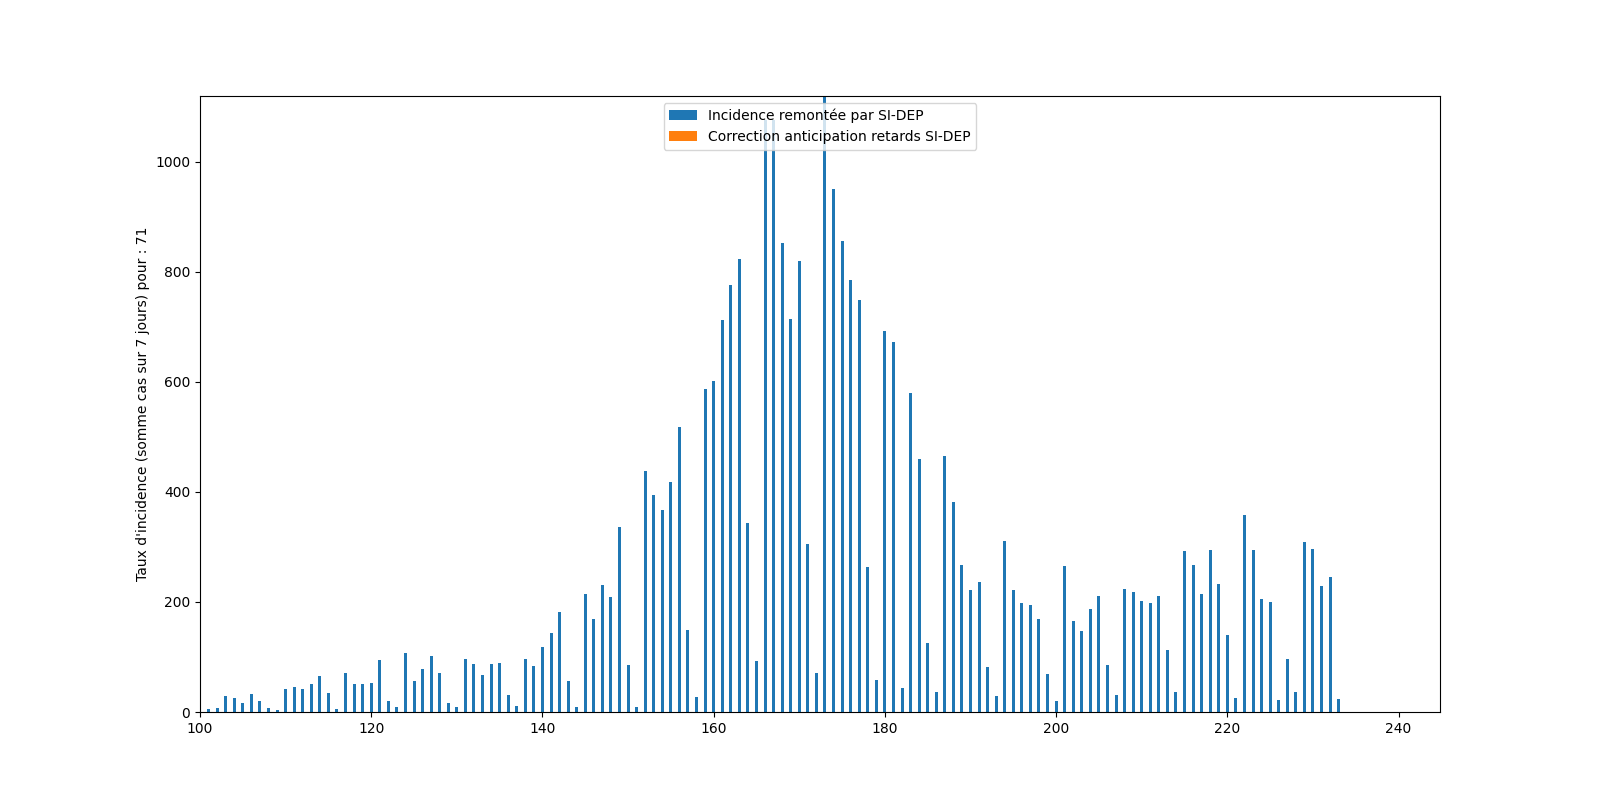 Incidence remontée par SI-DEP
Correction anticipation retards SI-DEP
Taux d'incidence (somme cas sur 7 jours) pour : 71
1000
800
600
400
200
0
100 120 140 160 180 200 220 240